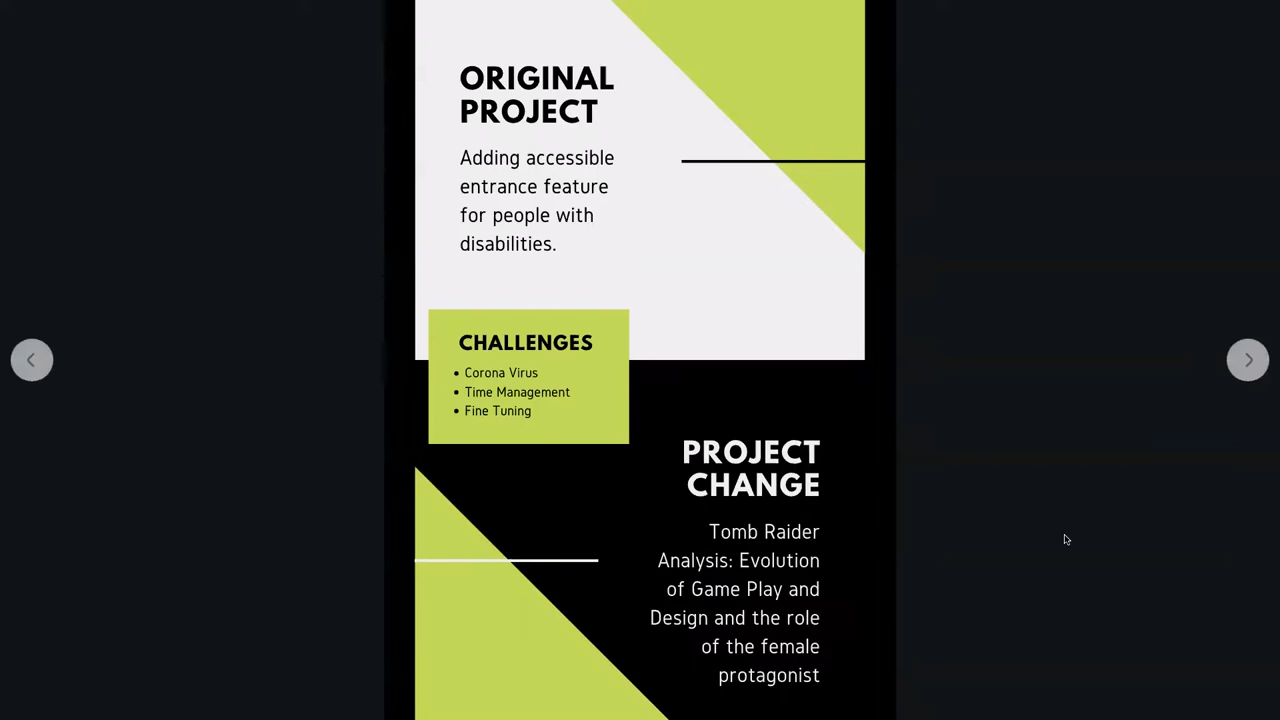 ORIGINAL
PROJECT
Adding accessible
entrance feature
for people with
disabilities.
CHALLENGES
• Corona Virus
• Time Management
• Fine Tuning
PROJECT
CHANGE
Tomb Raider
Analysis: Evolution
of Game Play and
Design and the role
of the female
protagonist